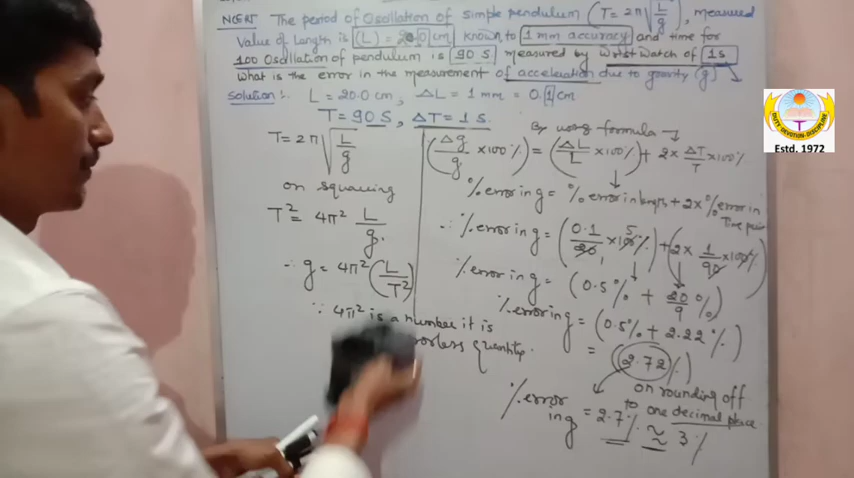 NCERT The period of Oscillation of simple pendulum (T = 2π√L/g), measured
Value of Length is (L) = 20.0 cm known to 1 mm accuracy and time for
100 Oscillation of pendulum is 90 S measured by Wrist Watch of 1s
What is the error in the measurement of acceleration due to gravity (g)
Solution:- L = 20.0 cm, ΔL = 1 mm = 0.1 cm
T = 90 S, ΔT = 1 S.
T = 2π√L/g
on squaring
T² = 4π² L/g.
∴ g = 4π² (L/T²)
∵ 4π² is a number it is
quantity.
By using formula →
(Δg/g ×100%) = (ΔL/L ×100%) + 2× ΔT/T ×100%
% error in g = % error in length + 2×% error in
Time
∴ % error in g = (0.1/20 ×100%) + (2× 1/90 ×100%)
% error in g = (0.5% + 20/9 %)
% error in g = (0.5% + 2.22%)
= (2.72%)
on rounding off
to one decimal place
% error in g = 2.7% ≈ 3%
DUTY DEVOTION DISCIPLINE
Estd. 1972